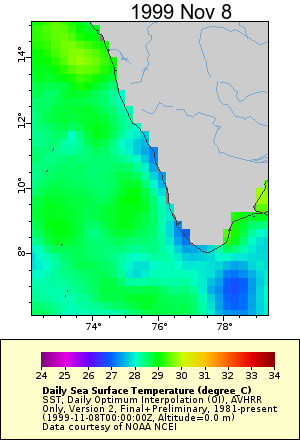 1999 Nov 8
14°
12°
10°
8°
74°
76°
78°
24 25 26 27 28 29 30 31 32 33 34
Daily Sea Surface Temperature (degree_C)
SST, Daily Optimum Interpolation (OI), AVHRR
Only, Version 2, Final+Preliminary, 1981-present
(1999-11-08T00:00:00Z, Altitude=0.0 m)
Data courtesy of NOAA NCEI